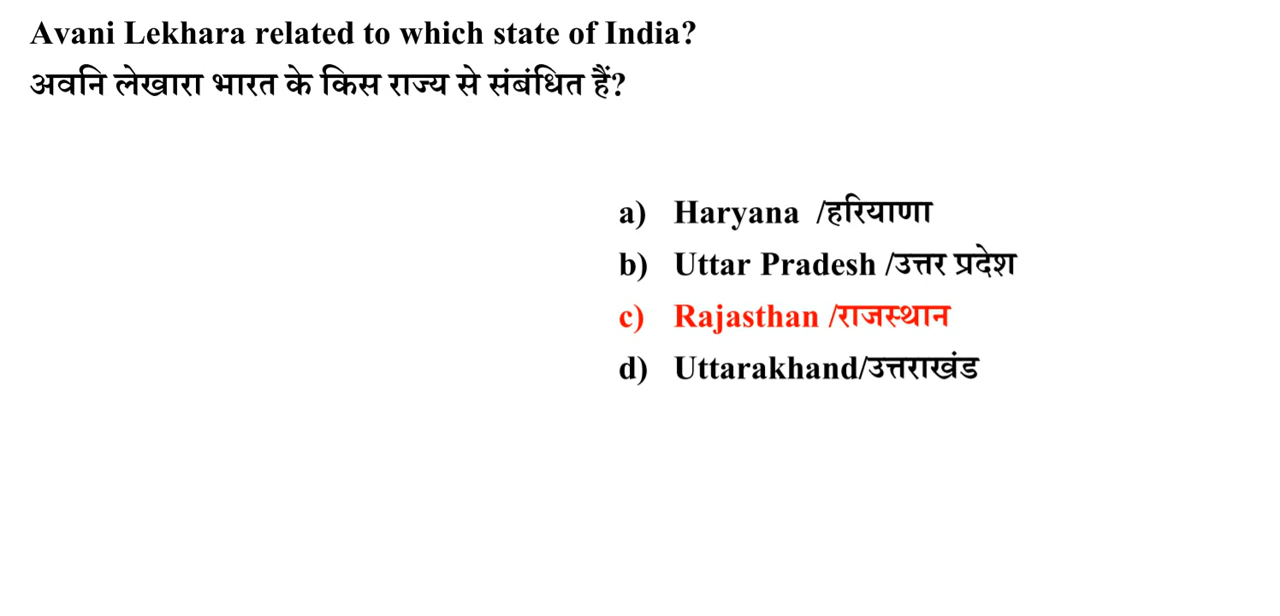 Avani Lekhara related to which state of India?
अवनि लेखारा भारत के किस राज्य से संबंधित हैं?
a) Haryana /हरियाणा
b) Uttar Pradesh /उत्तर प्रदेश
c) Rajasthan /राजस्थान
d) Uttarakhand/उत्तराखंड